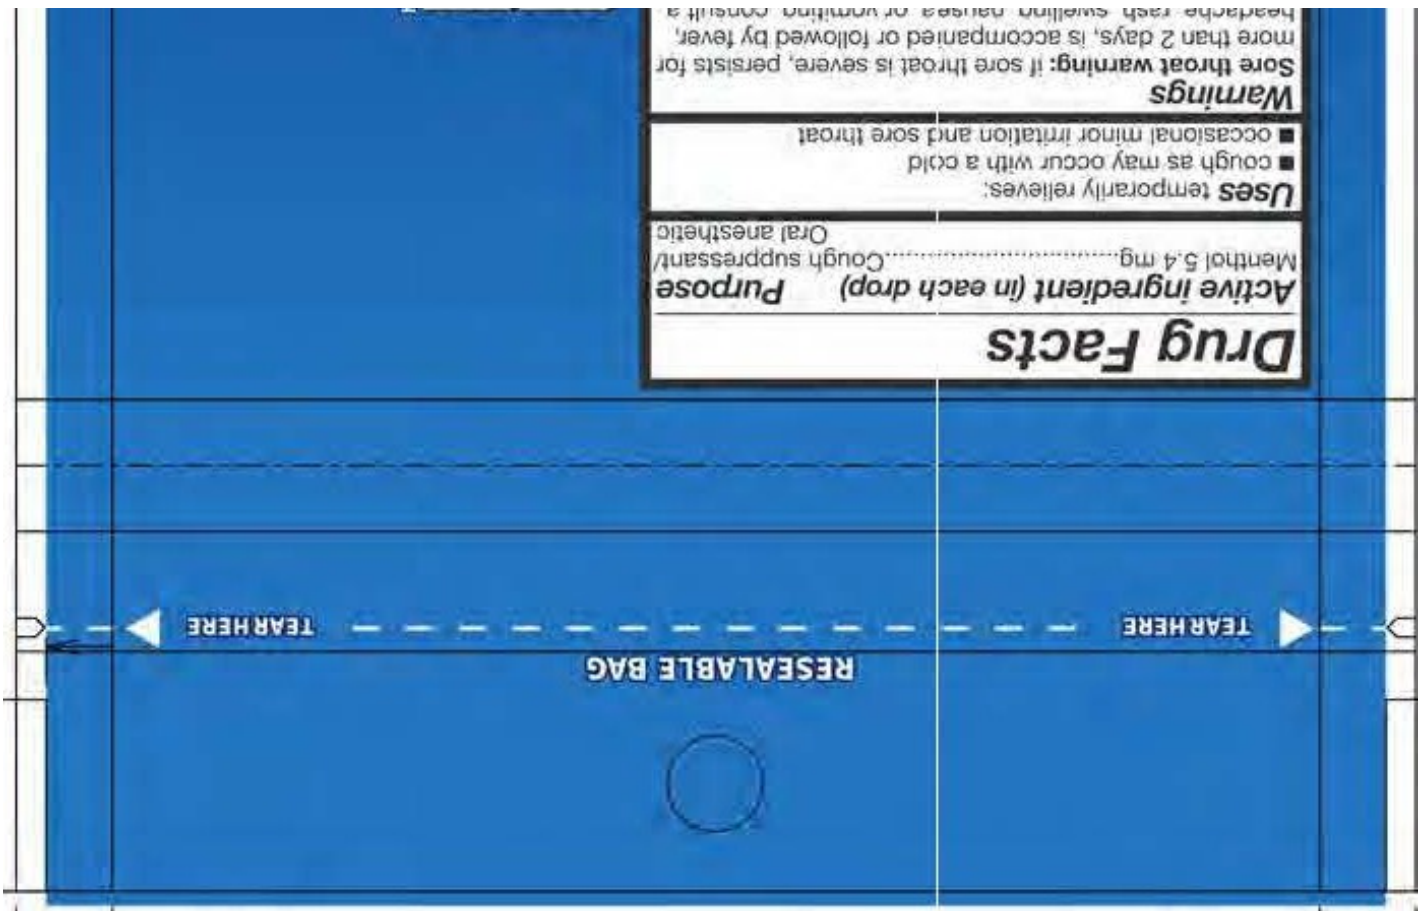 RESEALABLE BAG
TEAR HERE TEAR HERE
Drug Facts
Active ingredient (in each drop) Purpose
Menthol 5.4 mg..............................Cough suppressant/
Oral anesthetic
Uses temporarily relieves:
■ cough as may occur with a cold
■ occasional minor irritation and sore throat
Warnings
Sore throat warning: if sore throat is severe, persists for
more than 2 days, is accompanied or followed by fever,
headache, rash, swelling, nausea or vomiting, consult a